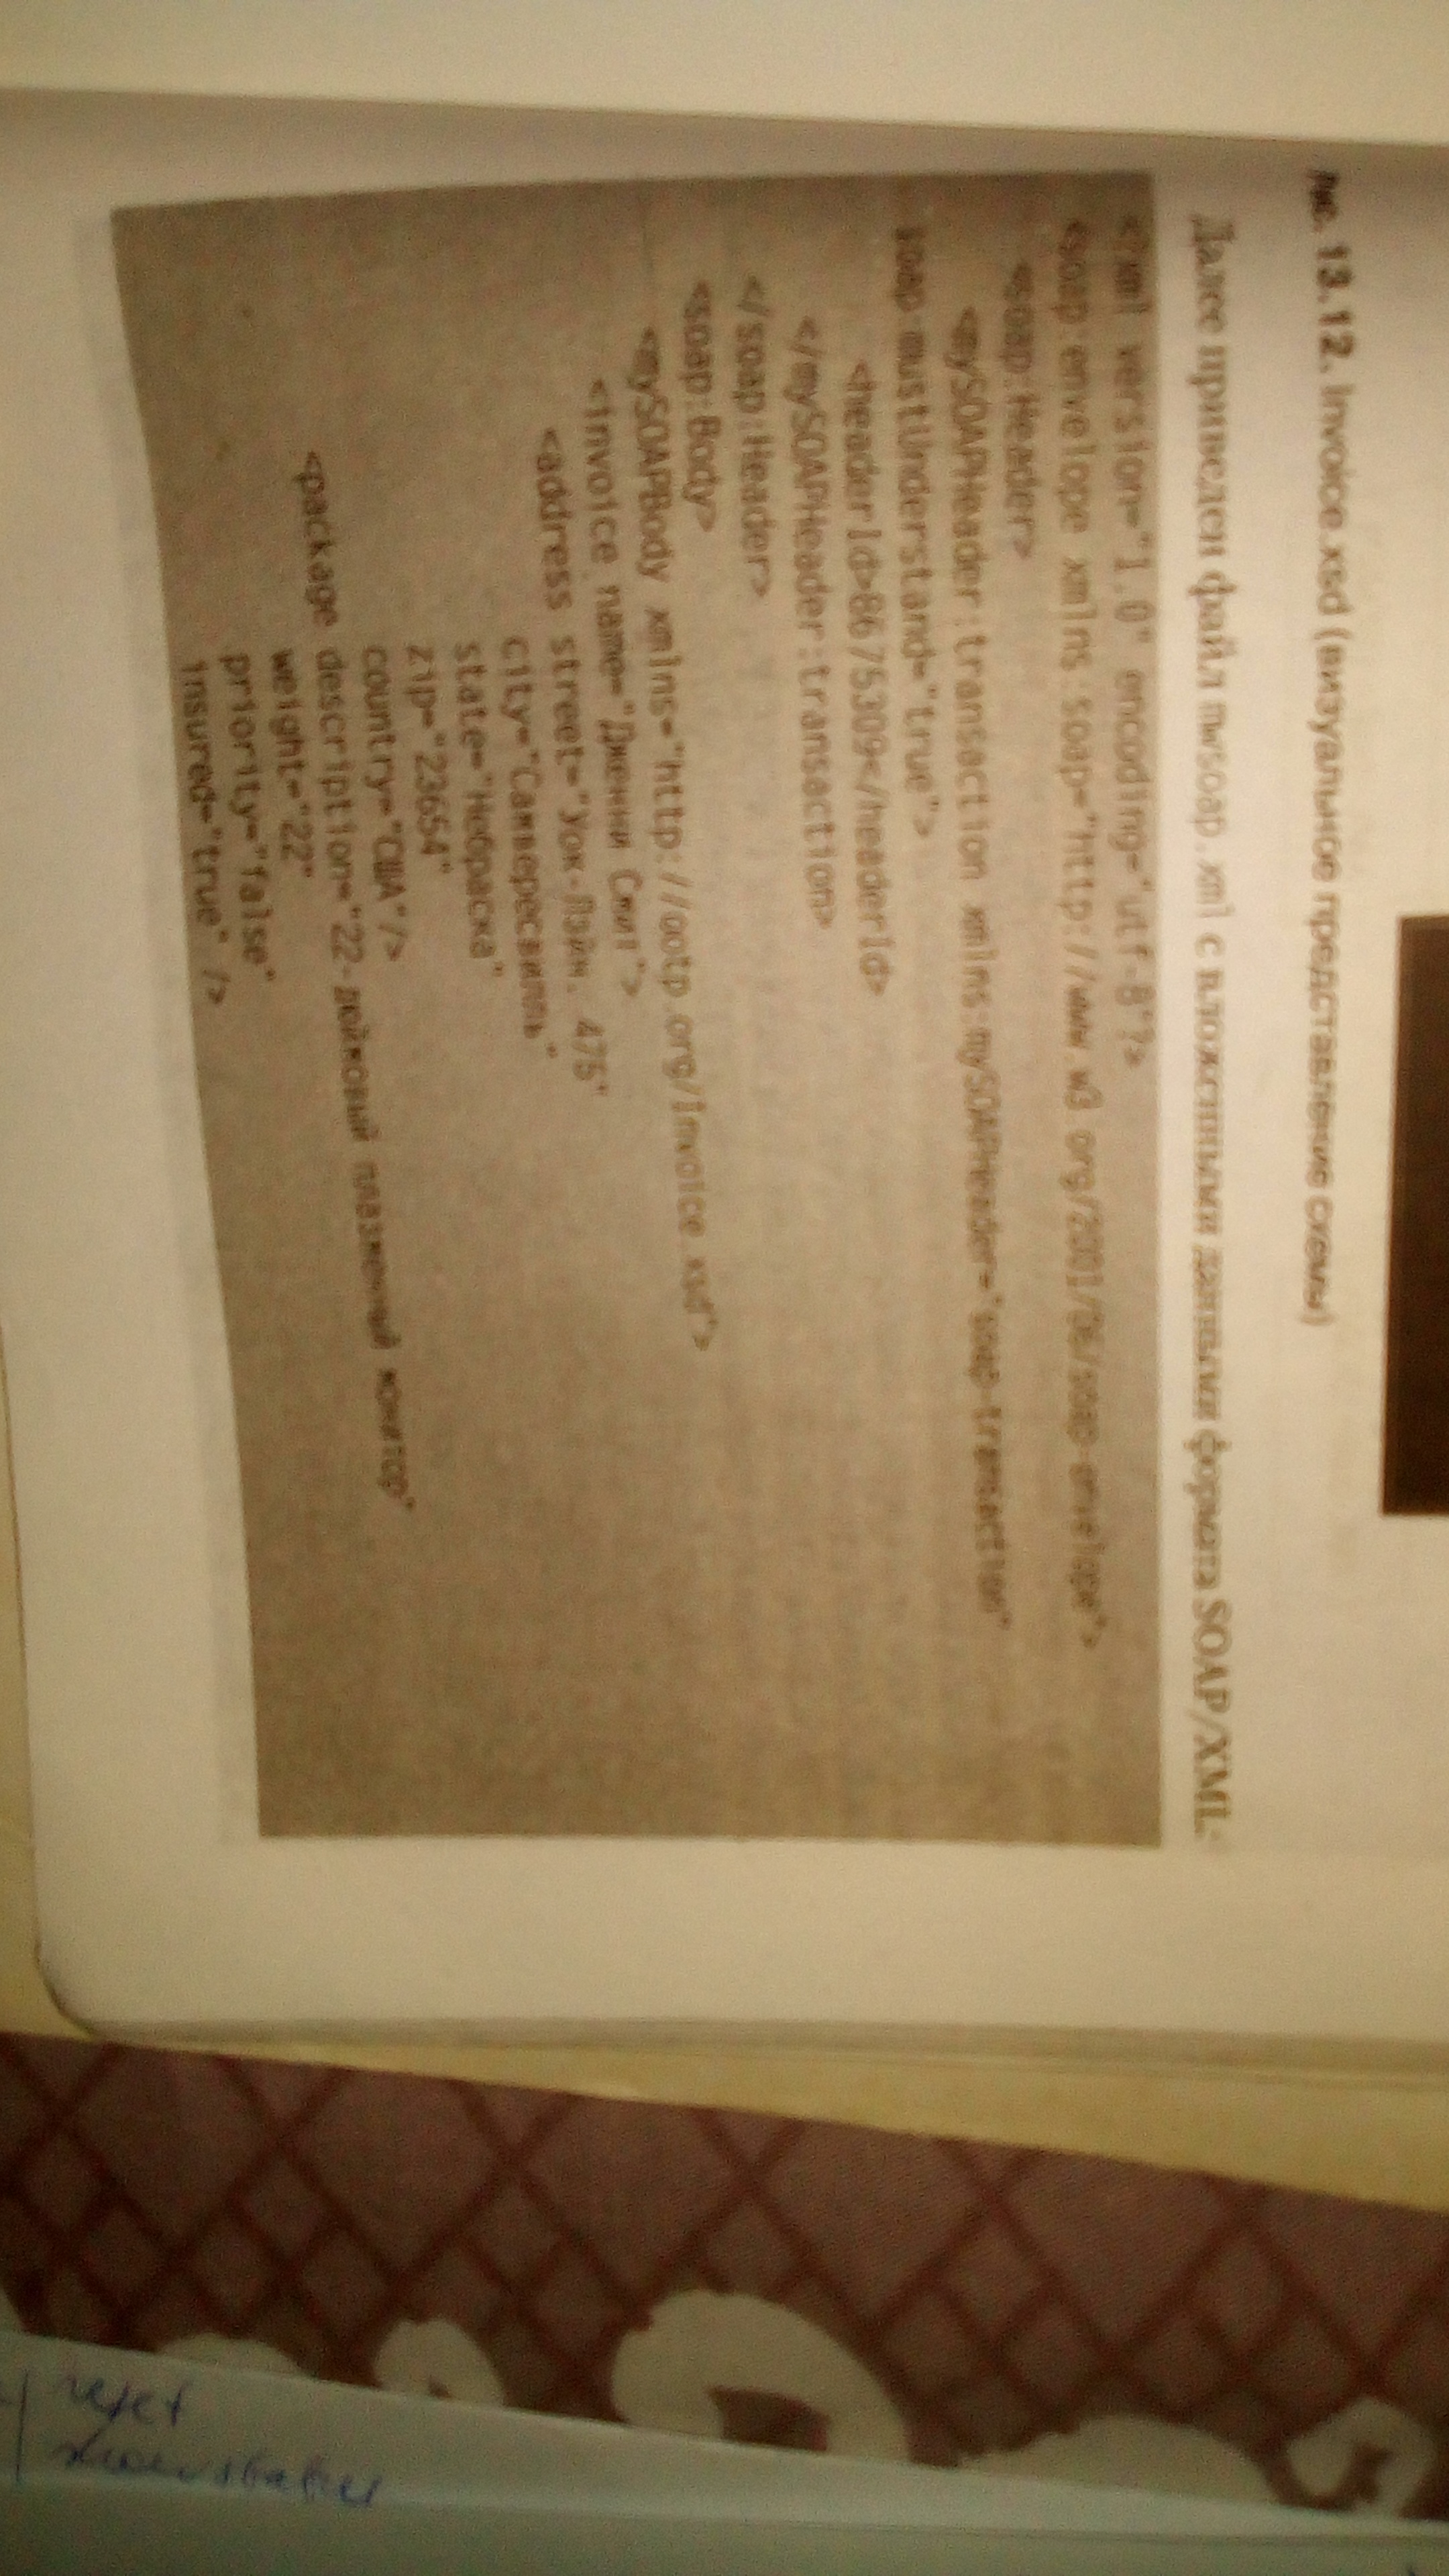 Рис. 13.12. Invoice.xsd (визуальное представление схемы)
Далее приведен файл mwsoap.xml с вложенными данными формата SOAP/XML:
<?xml version="1.0" encoding="utf-8"?>
<soap:envelope xmlns:soap="http://www.w3.org/2001/06/soap-envelope">
<soap:Header>
<mySOAPHeader:transaction xmlns:mySOAPHeader="soap-transaction"
soap:mustUnderstand="true">
<headerId>8675309</headerId>
</mySOAPHeader:transaction>
</soap:Header>
<soap:Body>
<mySOAPBody xmlns="http://ootp.org/Invoice.xsd">
<invoice name="Дженни Смит">
<address street="Уок-Лэйн, 475"
city="Самвересвилль"
state="Небраска"
zip="23654"
country="США"/>
<package description="22-дюймовый плазменный монитор"
weight="22"
priority="false"
insured="true" />